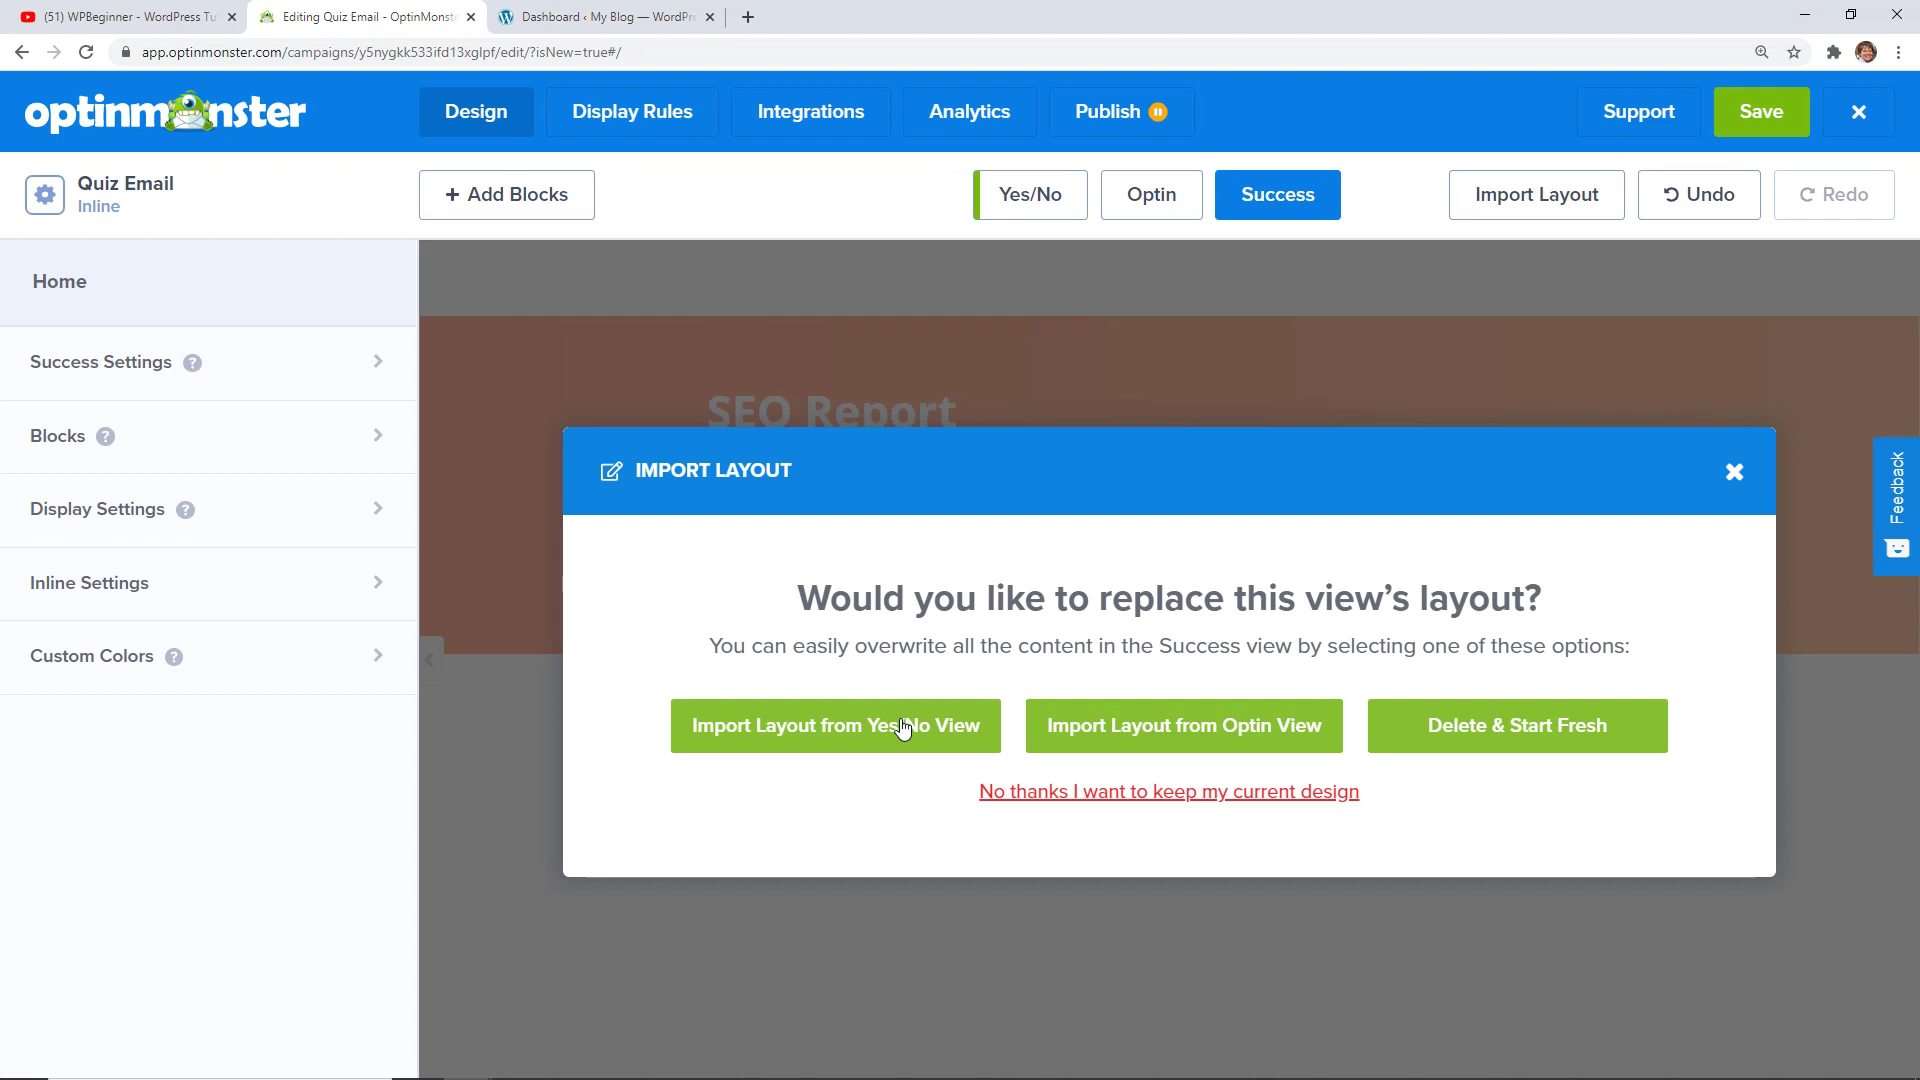 (51) WPBeginner - WordPress Tu
Editing Quiz Email - OptinMonst
Dashboard ‹ My Blog — WordPr
app.optinmonster.com/campaigns/y5nygkk533ifd13xglpf/edit/?isNew=true#/
optinmonster
Design
Display Rules
Integrations
Analytics
Publish
Support
Save
Quiz Email
Inline
+ Add Blocks
Yes/No
Optin
Success
Import Layout
Undo
Redo
Home
Success Settings ?
Blocks ?
Display Settings ?
Inline Settings
Custom Colors ?
SEO Report
IMPORT LAYOUT
Would you like to replace this view’s layout?
You can easily overwrite all the content in the Success view by selecting one of these options:
Import Layout from Yes/No View
Import Layout from Optin View
Delete & Start Fresh
No thanks I want to keep my current design
Feedback